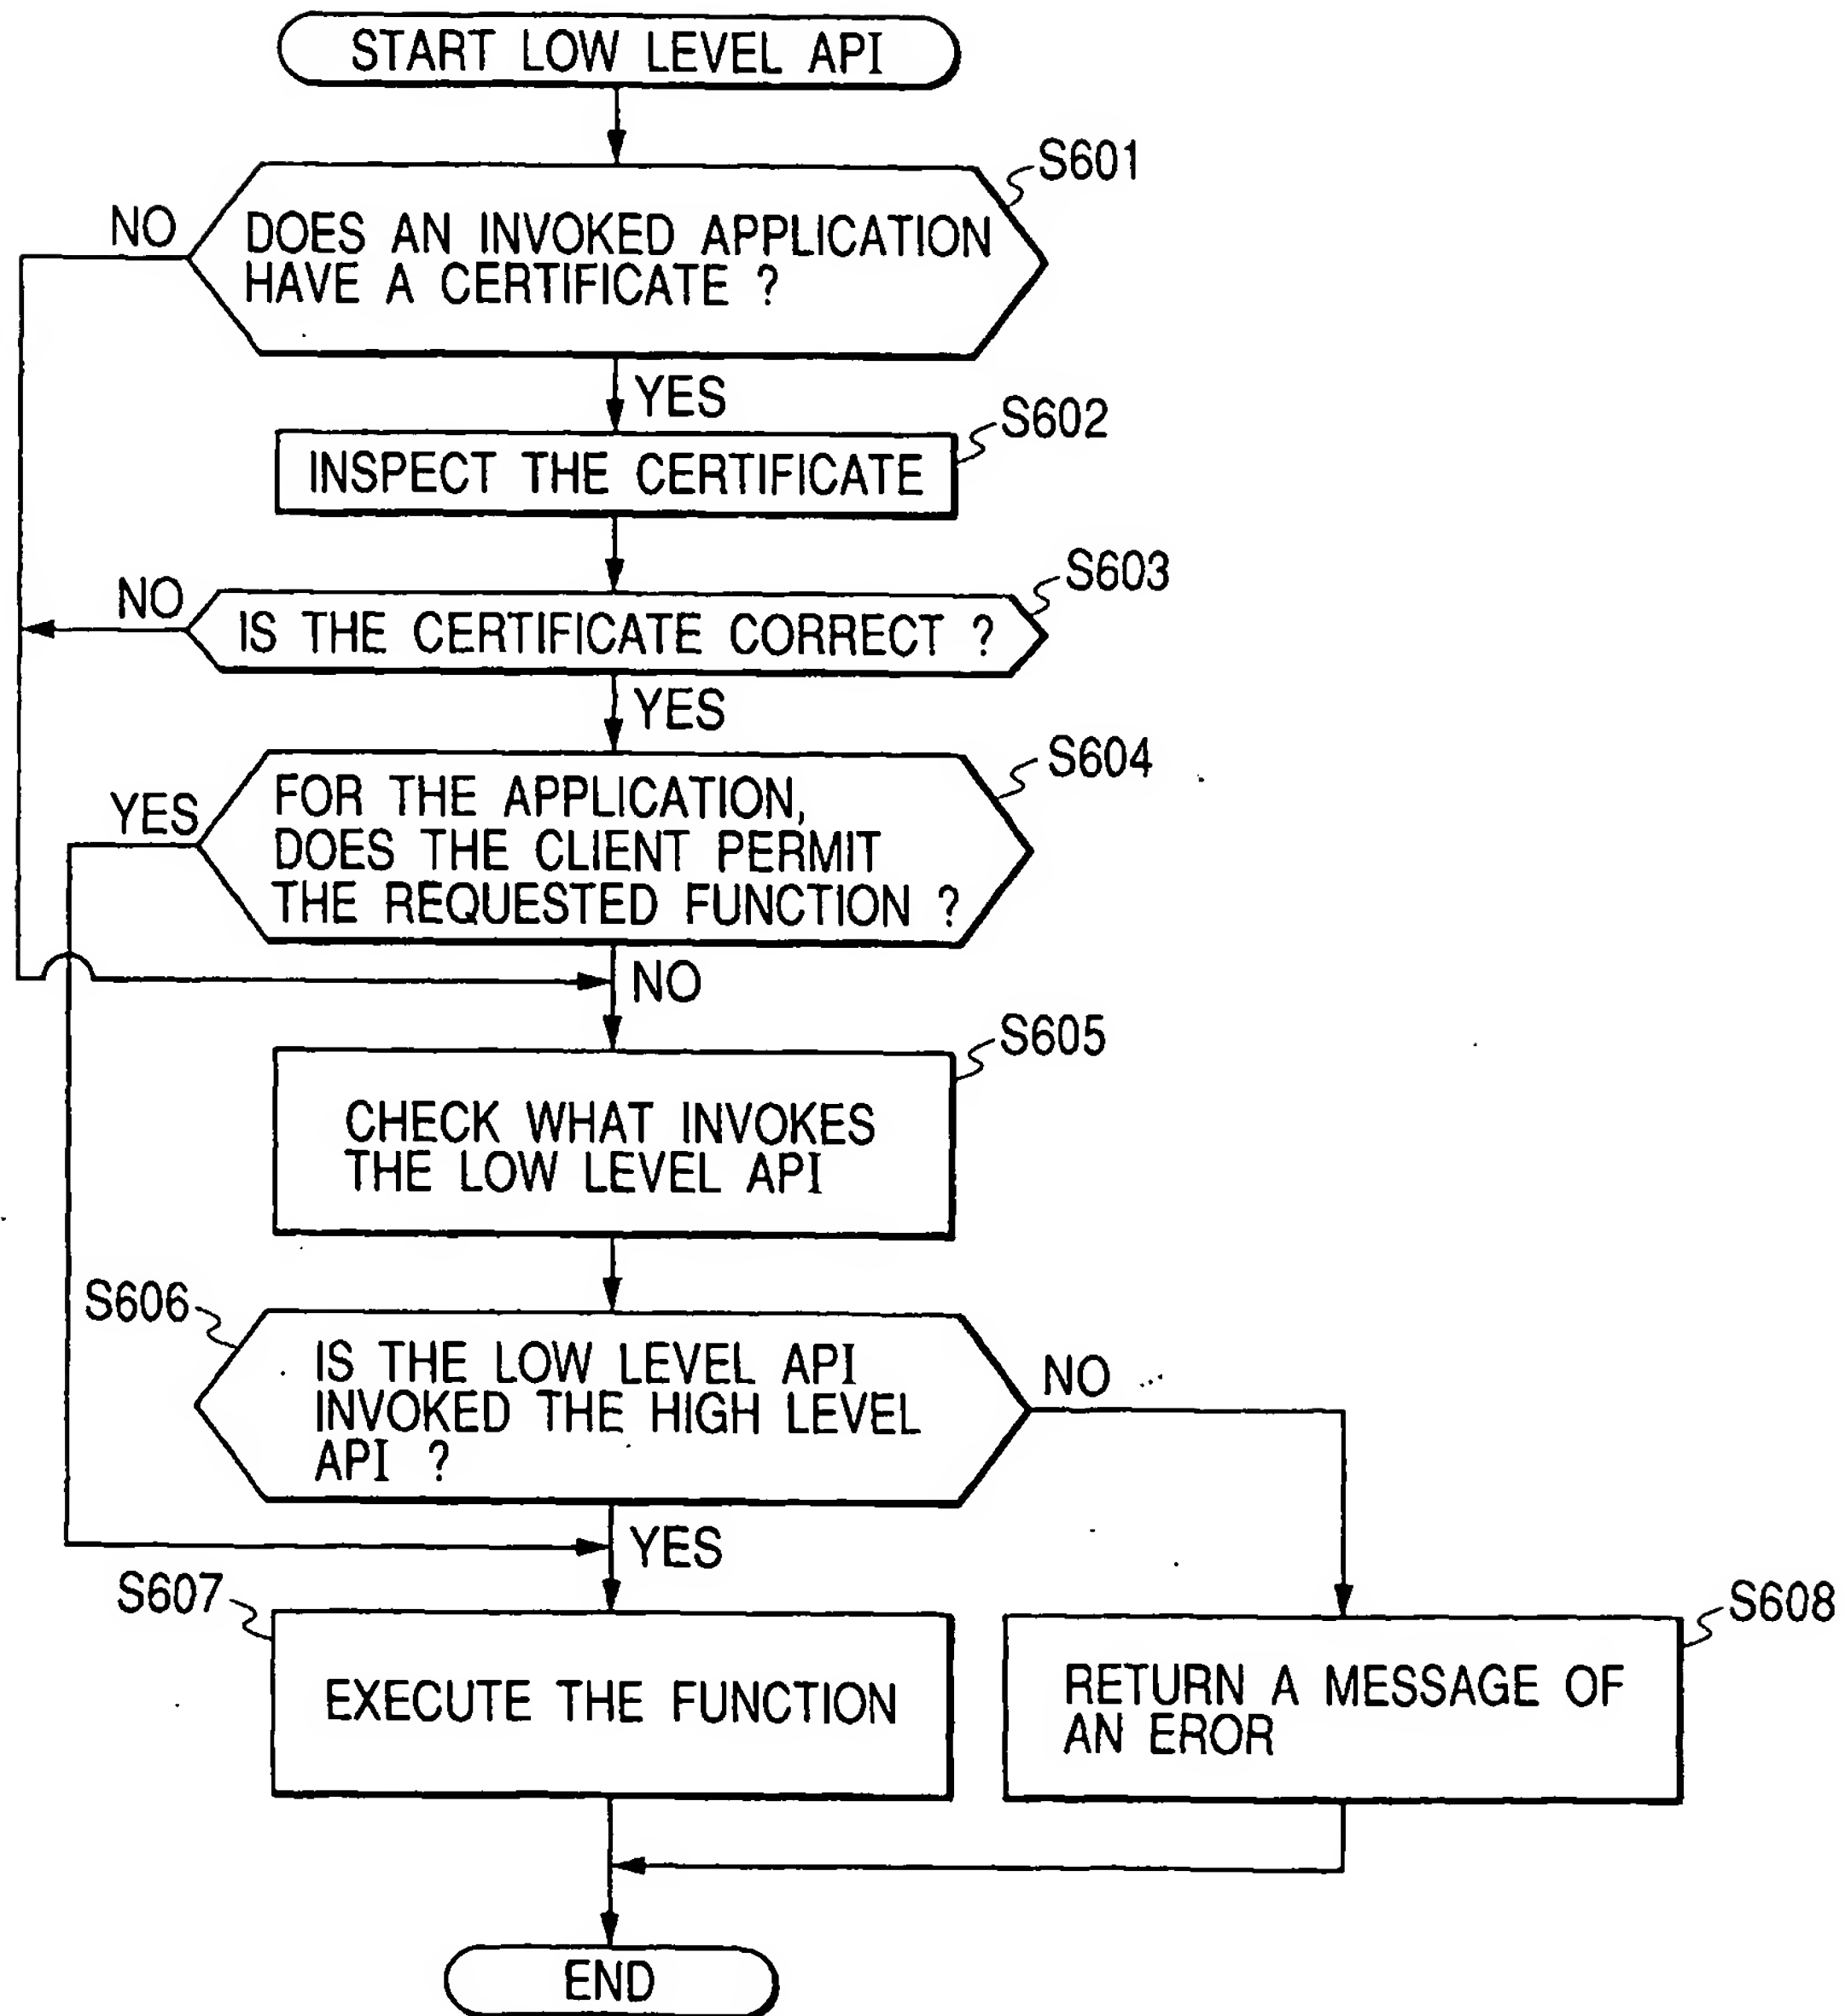 START LOW LEVEL API
S601
NO
DOES AN INVOKED APPLICATION
HAVE A CERTIFICATE ?
YES
S602
INSPECT THE CERTIFICATE
S603
NO
IS THE CERTIFICATE CORRECT ?
YES
S604
YES
FOR THE APPLICATION,
DOES THE CLIENT PERMIT
THE REQUESTED FUNCTION ?
NO
S605
CHECK WHAT INVOKES
THE LOW LEVEL API
S606
IS THE LOW LEVEL API
INVOKED THE HIGH LEVEL
API ?
NO
YES
S607
EXECUTE THE FUNCTION
S608
RETURN A MESSAGE OF
AN EROR
END